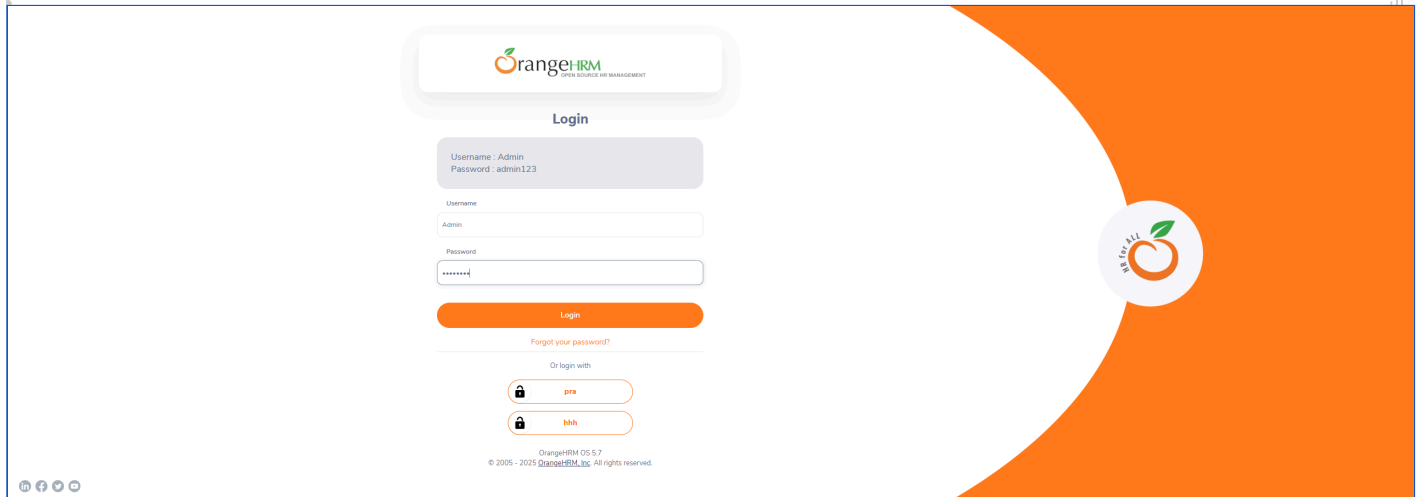 OrangeHRM
OPEN SOURCE HR MANAGEMENT
Login
Username : Admin
Password : admin123
Username
Admin
Password
••••••••
Login
Forgot your password?
Or login with
pra
hhh
OrangeHRM OS 5.7
© 2005 - 2025 OrangeHRM, Inc. All rights reserved.
HR for ALL